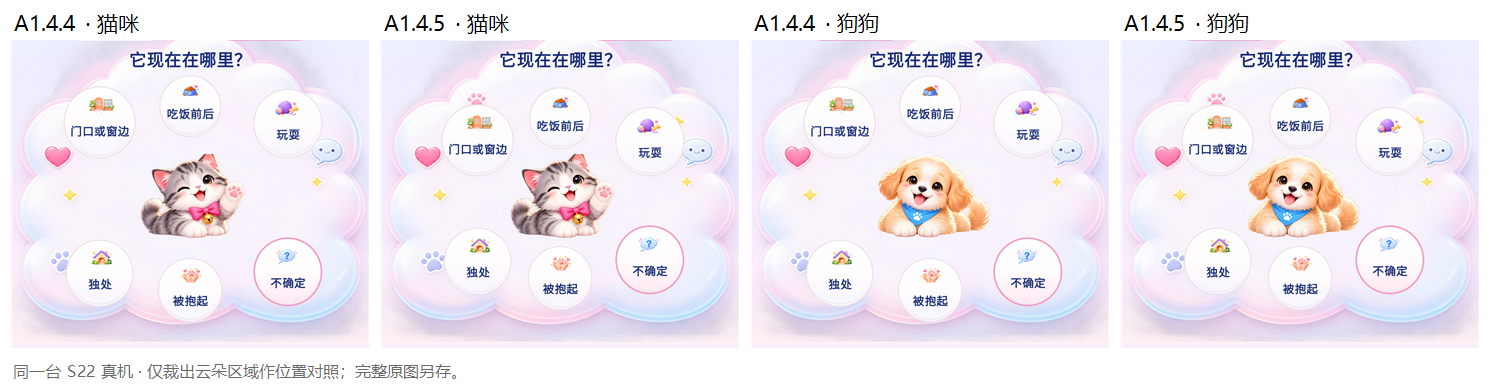 A1.4.4 · 猫咪
A1.4.5 · 猫咪
A1.4.4 · 狗狗
A1.4.5 · 狗狗
它现在在哪里？
门口或窗边
吃饭前后
玩耍
独处
被抱起
?
不确定
它现在在哪里？
门口或窗边
吃饭前后
玩耍
独处
被抱起
?
不确定
它现在在哪里？
门口或窗边
吃饭前后
玩耍
独处
被抱起
?
不确定
它现在在哪里？
门口或窗边
吃饭前后
玩耍
独处
被抱起
?
不确定
同一台 S22 真机 · 仅裁出云朵区域作位置对照；完整原图另存。